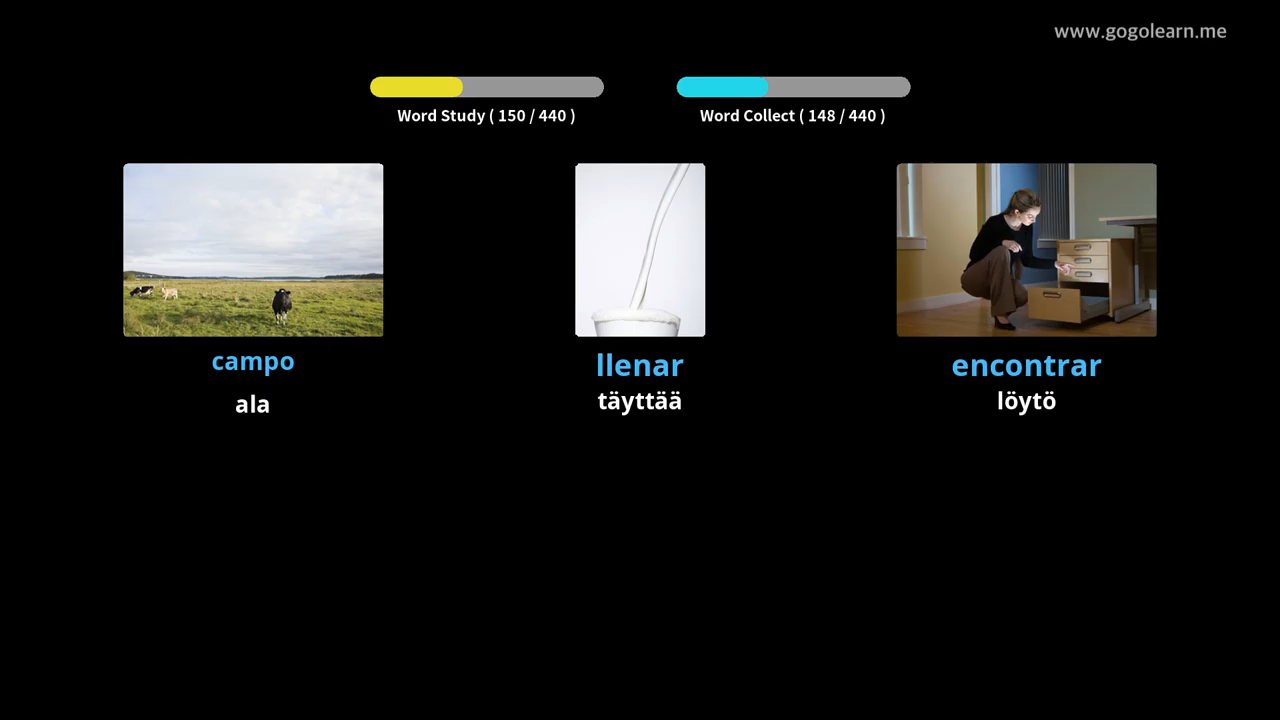 www.gogolearn.me
Word Study ( 150 / 440 )
Word Collect ( 148 / 440 )
campo
ala
llenar
täyttää
encontrar
löytö